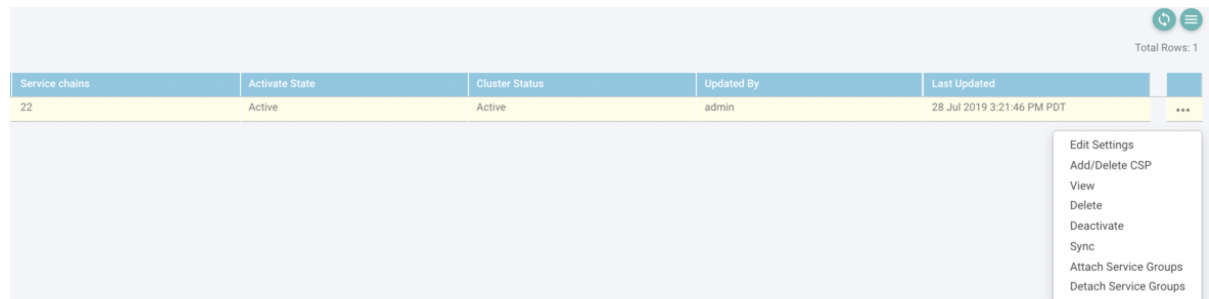 Total Rows: 1
Service chains Activate State Cluster Status Updated By Last Updated
22 Active Active admin 28 Jul 2019 3:21:46 PM PDT •••
Edit Settings
Add/Delete CSP
View
Delete
Deactivate
Sync
Attach Service Groups
Detach Service Groups